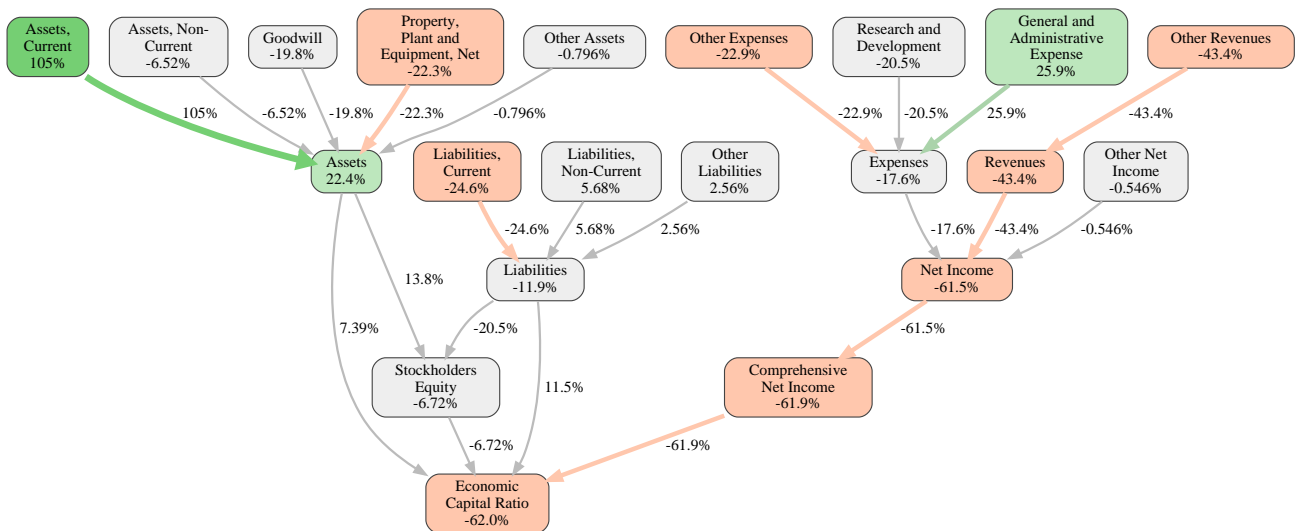 Assets,
Current
105%
Assets, Non-
Current
-6.52%
Goodwill
-19.8%
Property,
Plant and
Equipment, Net
-22.3%
Other Assets
-0.796%
Other Expenses
-22.9%
Research and
Development
-20.5%
General and
Administrative
Expense
25.9%
Other Revenues
-43.4%
105%
-6.52%
-19.8%
-22.3%
-0.796%
-22.9%
-20.5%
25.9%
-43.4%
Assets
22.4%
Liabilities,
Current
-24.6%
Liabilities,
Non-Current
5.68%
Other
Liabilities
2.56%
Expenses
-17.6%
Revenues
-43.4%
Other Net
Income
-0.546%
-24.6%
5.68%
2.56%
-17.6%
-43.4%
-0.546%
Liabilities
-11.9%
Net Income
-61.5%
13.8%
7.39%
-20.5%
-61.5%
Stockholders
Equity
-6.72%
11.5%
Comprehensive
Net Income
-61.9%
-6.72%
-61.9%
Economic
Capital Ratio
-62.0%